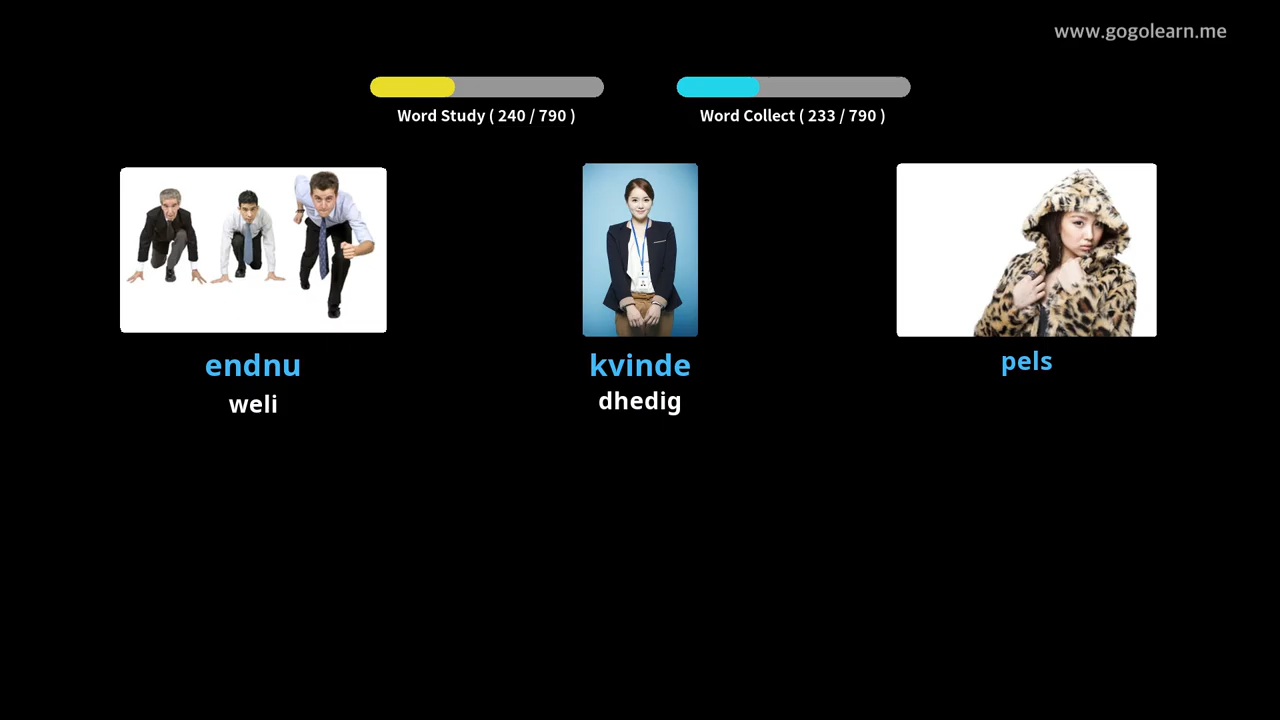 www.gogolearn.me
Word Study ( 240 / 790 )
Word Collect ( 233 / 790 )
endnu
weli
kvinde
dhedig
pels